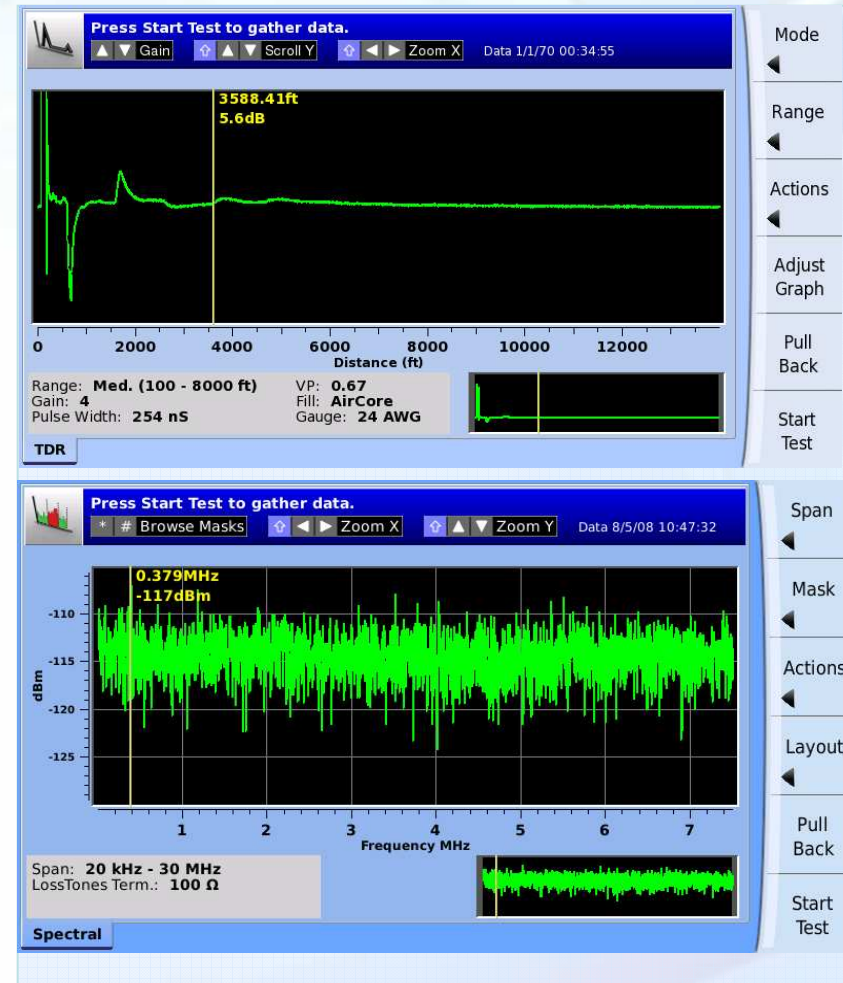 Press Start Test to gather data.
Gain Scroll Y Zoom X Data 1/1/70 00:34:55
3588.41ft
5.6dB
0 2000 4000 6000 8000 10000 12000
Distance (ft)
Range: Med. (100 - 8000 ft) VP: 0.67
Gain: 4 Fill: AirCore
Pulse Width: 254 nS Gauge: 24 AWG
TDR
Mode
Range
Actions
Adjust
Graph
Pull
Back
Start
Test
Press Start Test to gather data.
* # Browse Masks Zoom X Zoom Y Data 8/5/08 10:47:32
0.379MHz
-117dBm
-110
-115
-120
-125
dBm
1 2 3 4 5 6 7
Frequency MHz
Span: 20 kHz - 30 MHz
LossTones Term.: 100 Ω
Spectral
Span
Mask
Actions
Layout
Pull
Back
Start
Test